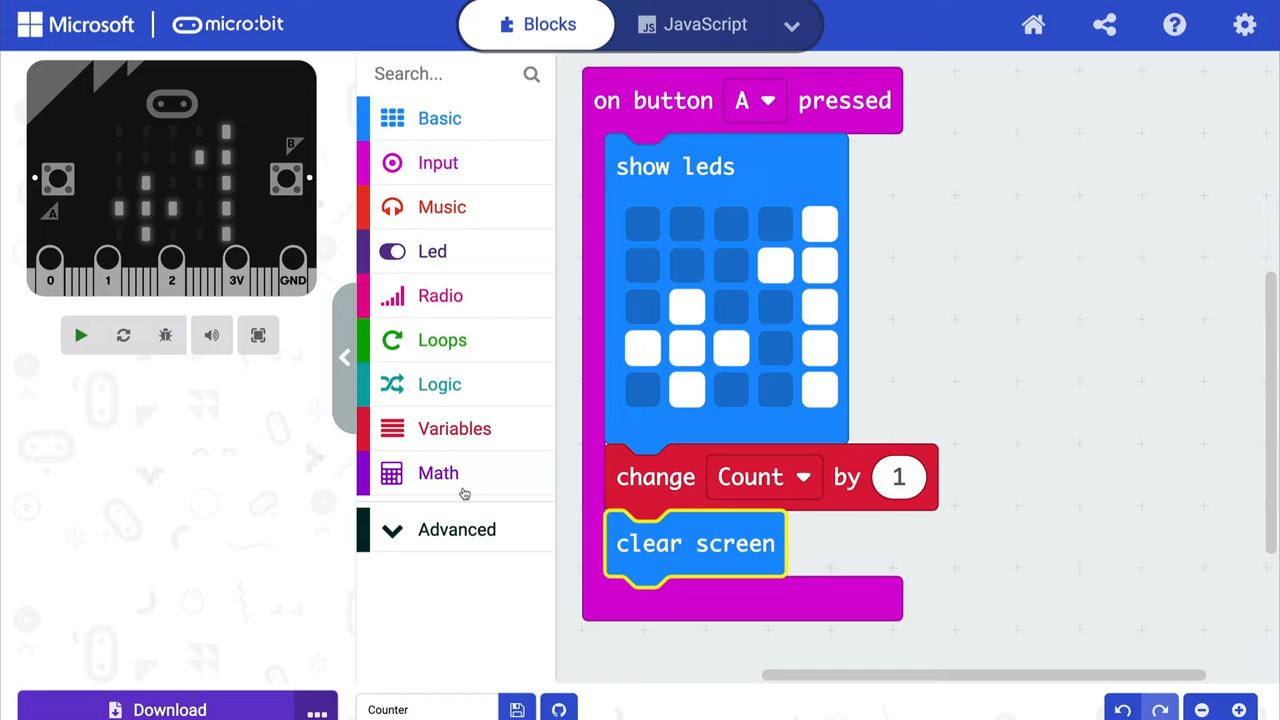 Microsoft micro:bit
Blocks
JavaScript
Search...
Basic
Input
Music
Led
Radio
Loops
Logic
Variables
Math
Advanced
A
B
0 1 2 3V GND
on button A pressed
show leds
change Count by 1
clear screen
Download
Counter